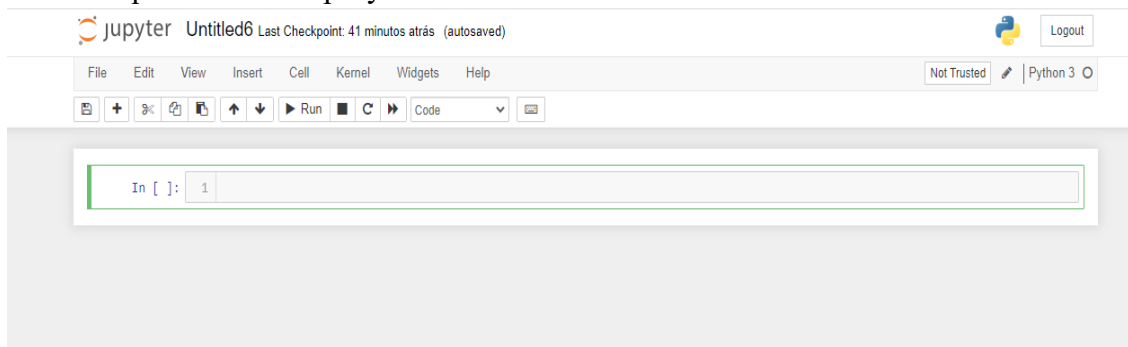 jupyter Untitled6 Last Checkpoint: 41 minutos atrás (autosaved) Logout
File Edit View Insert Cell Kernel Widgets Help Not Trusted Python 3
Run Code
In [ ]: 1